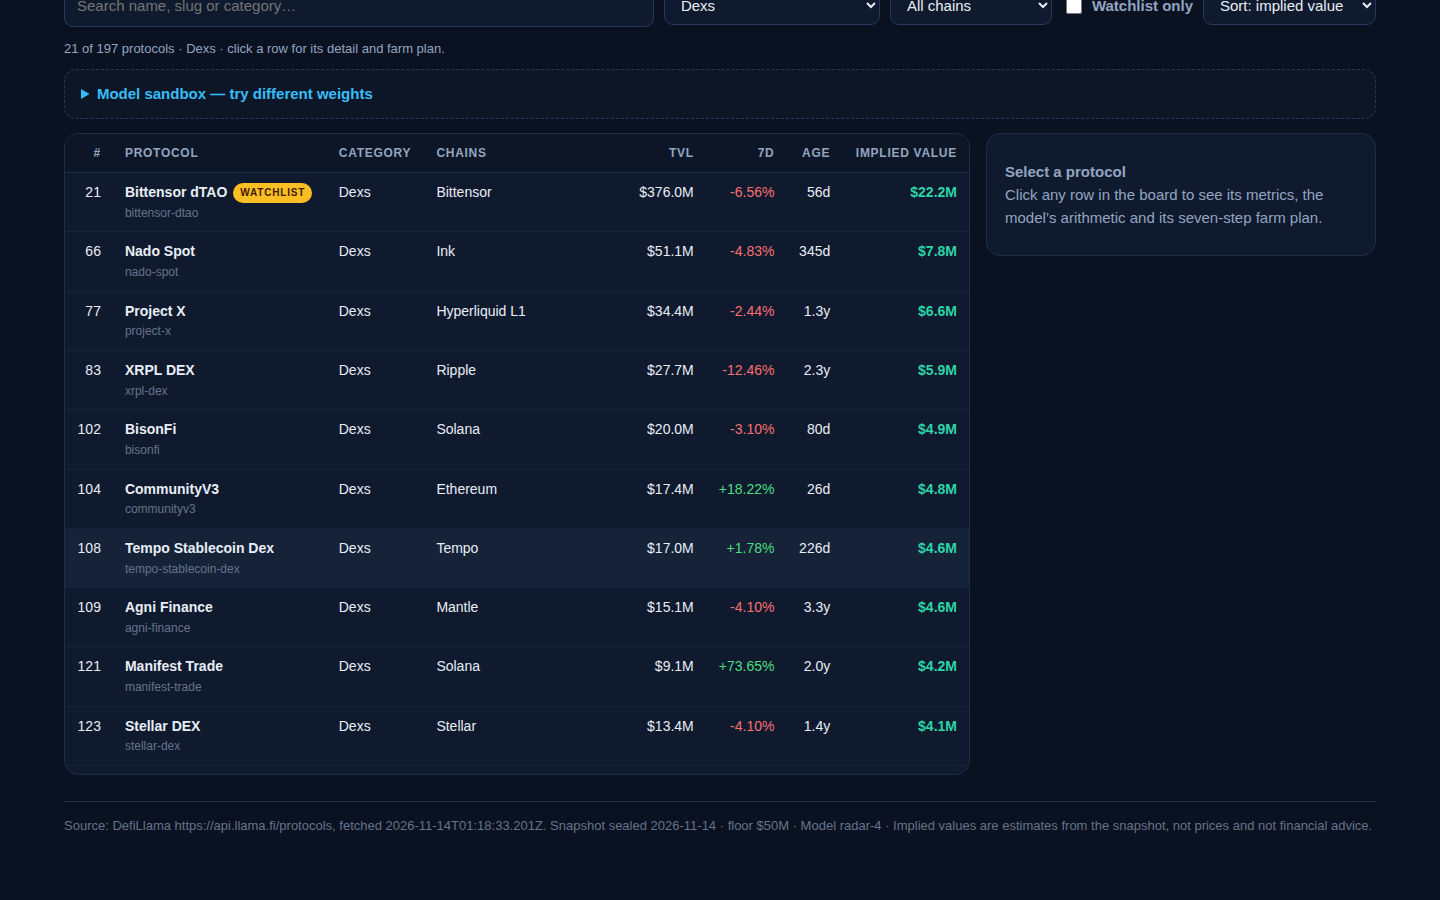 Search name, slug or category…
Dexs
All chains
Watchlist only
Sort: implied value
21 of 197 protocols · Dexs · click a row for its detail and farm plan.
Model sandbox — try different weights
# PROTOCOL CATEGORY CHAINS TVL 7D AGE IMPLIED VALUE
21 Bittensor dTAO WATCHLIST Dexs Bittensor $376.0M -6.56% 56d $22.2M
bittensor-dtao
66 Nado Spot Dexs Ink $51.1M -4.83% 345d $7.8M
nado-spot
77 Project X Dexs Hyperliquid L1 $34.4M -2.44% 1.3y $6.6M
project-x
83 XRPL DEX Dexs Ripple $27.7M -12.46% 2.3y $5.9M
xrpl-dex
102 BisonFi Dexs Solana $20.0M -3.10% 80d $4.9M
bisonfi
104 CommunityV3 Dexs Ethereum $17.4M +18.22% 26d $4.8M
communityv3
108 Tempo Stablecoin Dex Dexs Tempo $17.0M +1.78% 226d $4.6M
tempo-stablecoin-dex
109 Agni Finance Dexs Mantle $15.1M -4.10% 3.3y $4.6M
agni-finance
121 Manifest Trade Dexs Solana $9.1M +73.65% 2.0y $4.2M
manifest-trade
123 Stellar DEX Dexs Stellar $13.4M -4.10% 1.4y $4.1M
stellar-dex
Select a protocol
Click any row in the board to see its metrics, the
model's arithmetic and its seven-step farm plan.
Source: DefiLlama https://api.llama.fi/protocols, fetched 2026-11-14T01:18:33.201Z. Snapshot sealed 2026-11-14 · floor $50M · Model radar-4 · Implied values are estimates from the snapshot, not prices and not financial advice.